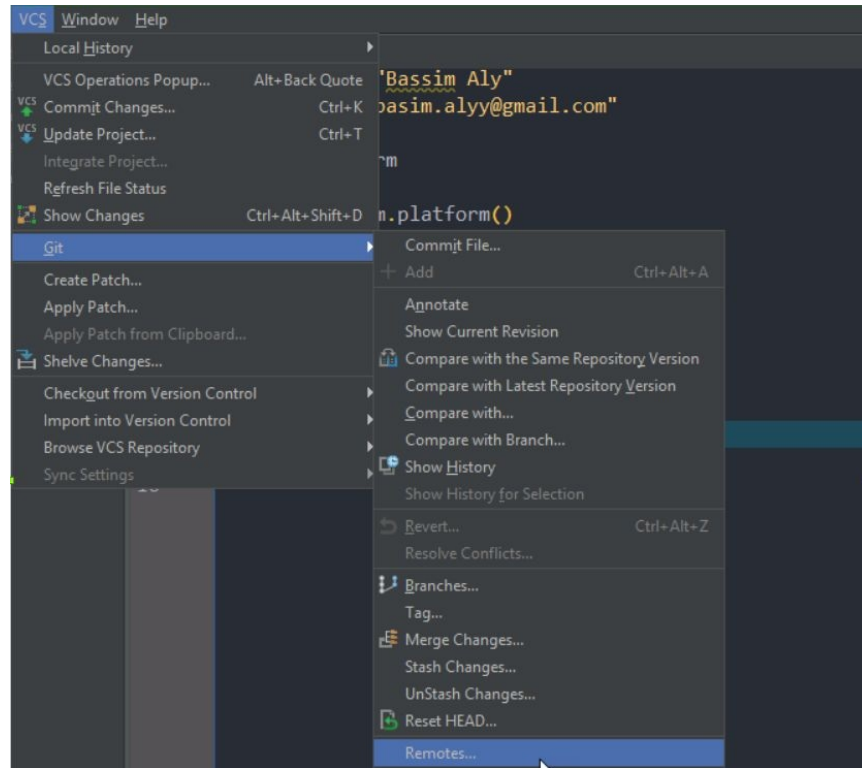 VCS Window Help
Local History
VCS Operations Popup... Alt+Back Quote
VCS Commit Changes... Ctrl+K
VCS Update Project... Ctrl+T
Integrate Project...
Refresh File Status
Show Changes Ctrl+Alt+Shift+D
Git
Create Patch...
Apply Patch...
Apply Patch from Clipboard...
Shelve Changes...
Checkout from Version Control
Import into Version Control
Browse VCS Repository
Sync Settings
"Bassim Aly"
basim.alyy@gmail.com"
rm
m.platform()
Commit File...
Add Ctrl+Alt+A
Annotate
Show Current Revision
Compare with the Same Repository Version
Compare with Latest Repository Version
Compare with...
Compare with Branch...
Show History
Show History for Selection
Revert... Ctrl+Alt+Z
Resolve Conflicts...
Branches...
Tag...
Merge Changes...
Stash Changes...
UnStash Changes...
Reset HEAD...
Remotes...